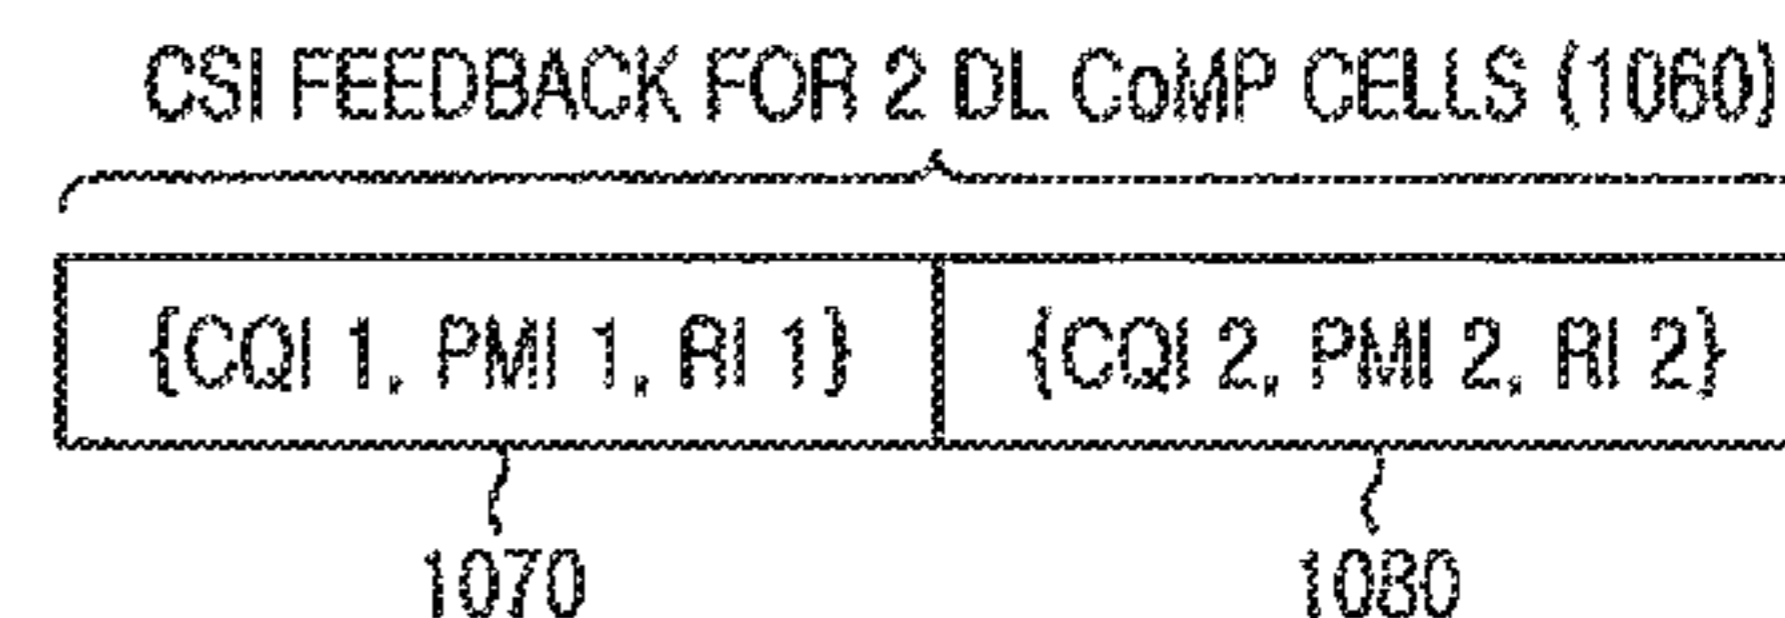 CSI FEEDBACK FOR 2 DL CoMP CELLS (1060)
{CQI 1, PMI 1, RI 1} {CQI 2, PMI 2, RI 2}
1070 1080